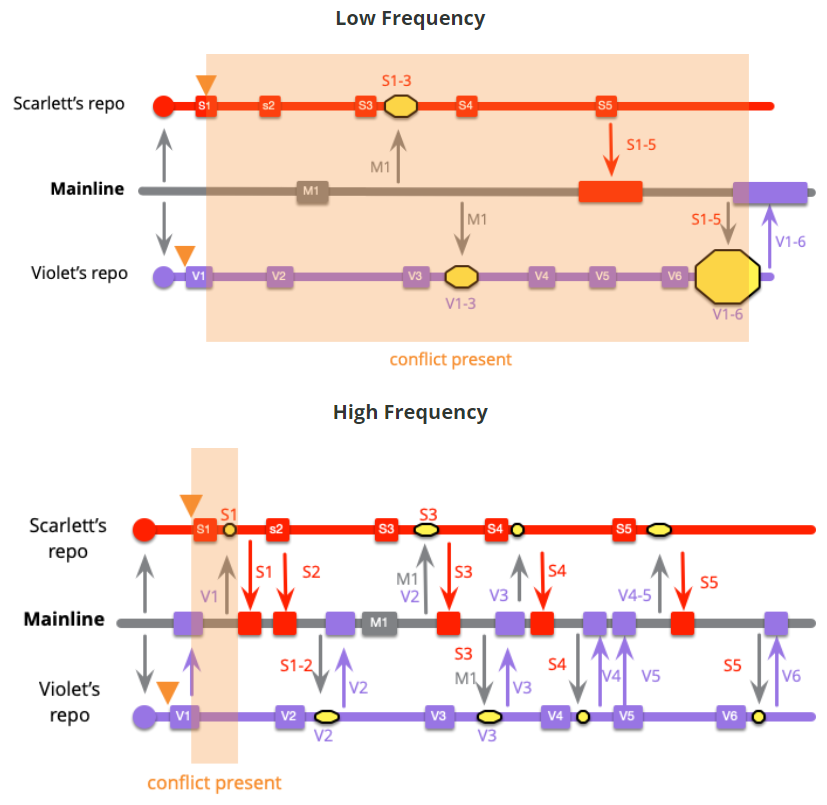 Low Frequency
S1-3
Scarlett's repo
S1 s2 S3 S4 S5
M1
S1-5
Mainline
M1
M1
S1-5
V1-6
Violet's repo
V1 V2 V3 V4 V5 V6
V1-3
V1-6
conflict present
High Frequency
S1
S3
Scarlett's
repo
S1 s2 S3 S4 S5
S1
S2
M1
S3
S4
S5
V1
V2
V3
V4-5
Mainline
M1
S1-2
S3
S4
S5
V2
M1
V3
V4
V5
V6
Violet's
repo
V1 V2 V3 V4 V5 V6
V2
V3
conflict present